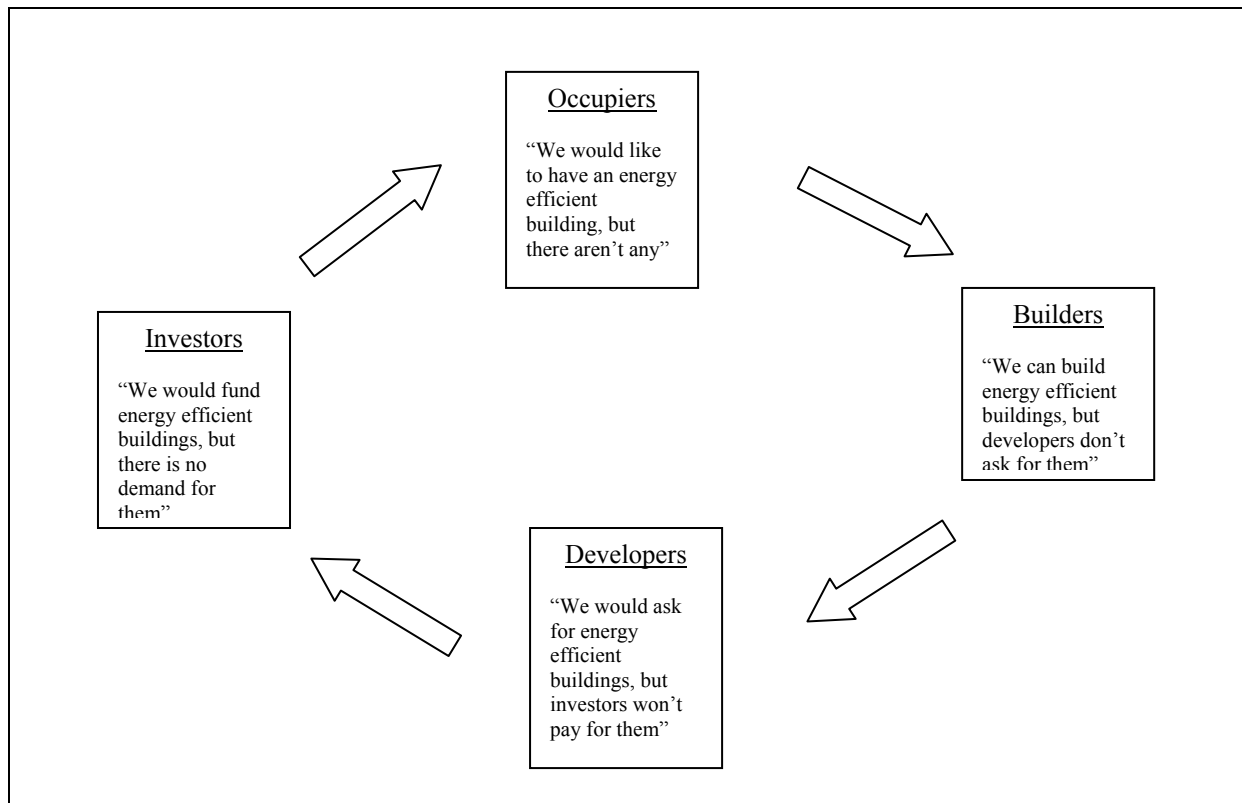 Occupiers
“We would like
to have an energy
efficient
building, but
there aren’t any”
Builders
“We can build
energy efficient
buildings, but
developers don’t
ask for them”
Developers
“We would ask
for energy
efficient
buildings, but
investors won’t
pay for them”
Investors
“We would fund
energy efficient
buildings, but
there is no
demand for
them”